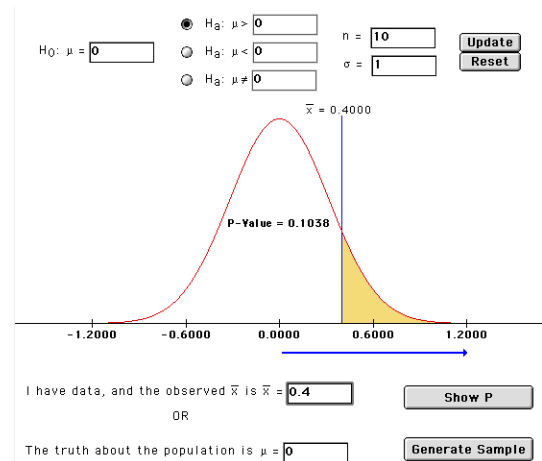 Hₐ: μ> 0
H₀: μ = 0
Hₐ: μ< 0
Hₐ: μ≠ 0
n = 10
σ = 1
Update
Reset
x̅ = 0.4000
P-Value = 0.1038
-1.2000 -0.6000 0.0000 0.6000 1.2000
I have data, and the observed x̅ is x̅ = 0.4
Show P
OR
The truth about the population is μ = 0
Generate Sample